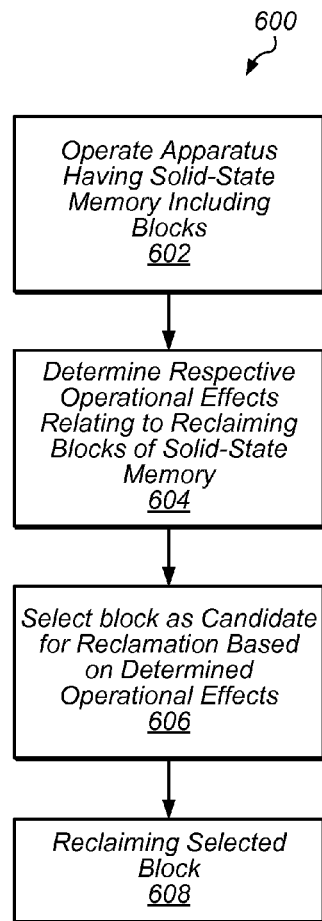 600
Operate Apparatus
Having Solid-State
Memory Including
Blocks
602
Determine Respective
Operational Effects
Relating to Reclaiming
Blocks of Solid-State
Memory
604
Select block as Candidate
for Reclamation Based
on Determined
Operational Effects
606
Reclaiming Selected
Block
608